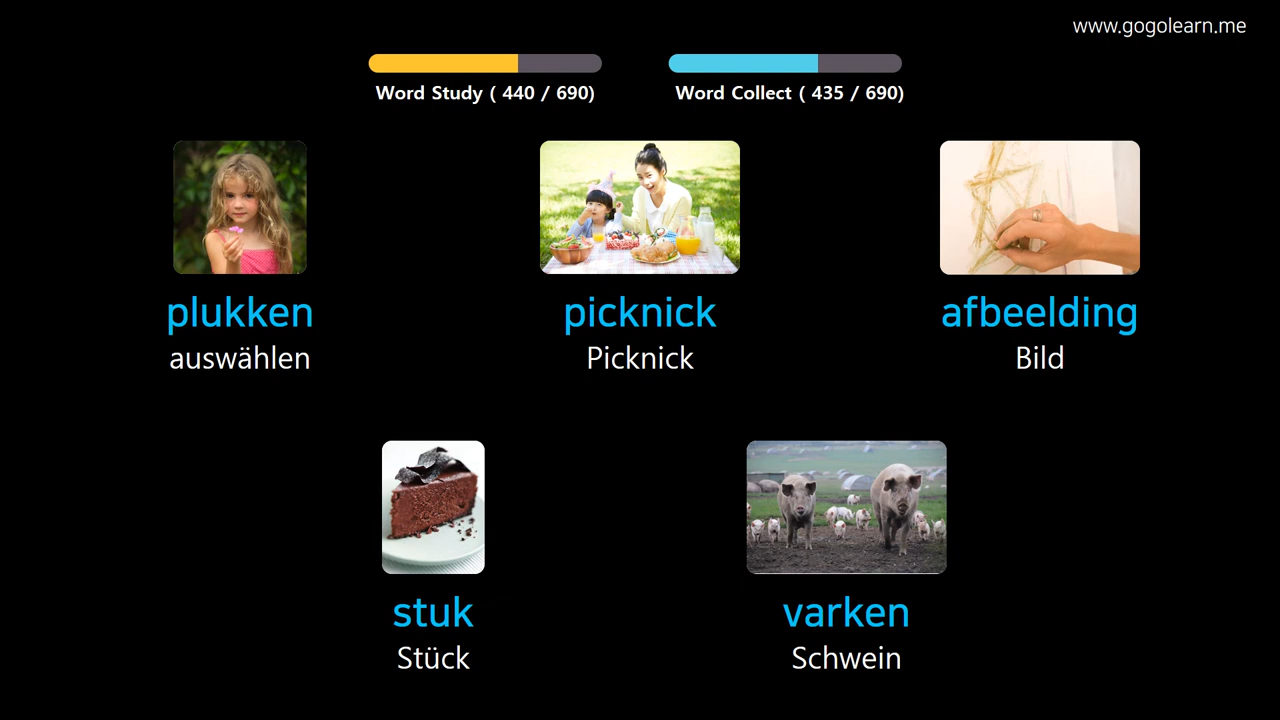 www.gogolearn.me
Word Study ( 440 / 690)
Word Collect ( 435 / 690)
plukken
auswählen
picknick
Picknick
afbeelding
Bild
stuk
Stück
varken
Schwein